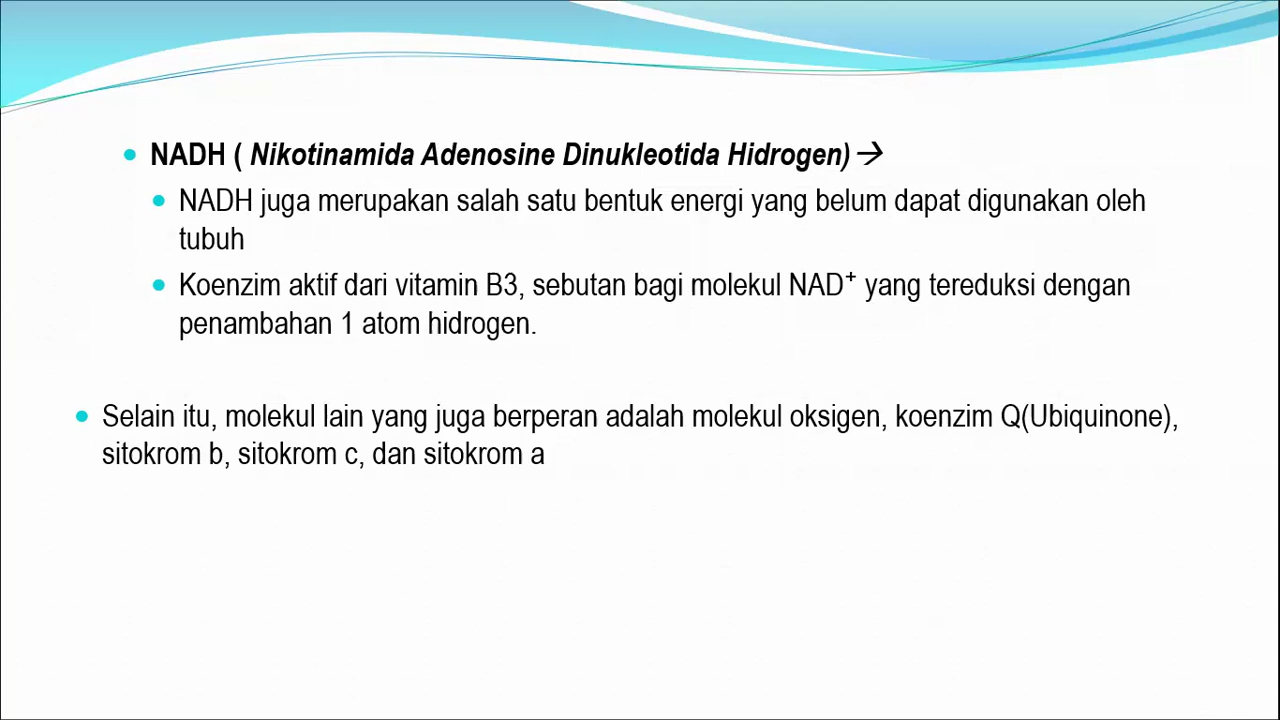 • NADH ( Nikotinamida Adenosine Dinukleotida Hidrogen) →
• NADH juga merupakan salah satu bentuk energi yang belum dapat digunakan oleh
tubuh
• Koenzim aktif dari vitamin B3, sebutan bagi molekul NAD⁺ yang tereduksi dengan
penambahan 1 atom hidrogen.
• Selain itu, molekul lain yang juga berperan adalah molekul oksigen, koenzim Q(Ubiquinone),
sitokrom b, sitokrom c, dan sitokrom a